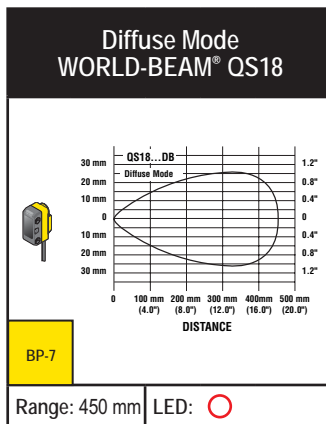 Diffuse Mode
WORLD-BEAM® QS18
QS18...DB
Diffuse Mode
30 mm 1.2"
20 mm 0.8"
10 mm 0.4"
0 0
10 mm 0.4"
20 mm 0.8"
30 mm 1.2"
0 100 mm 200 mm 300 mm 400mm 500 mm
(4.0") (8.0") (12.0") (16.0") (20.0")
DISTANCE
BP-7
Range: 450 mm LED: